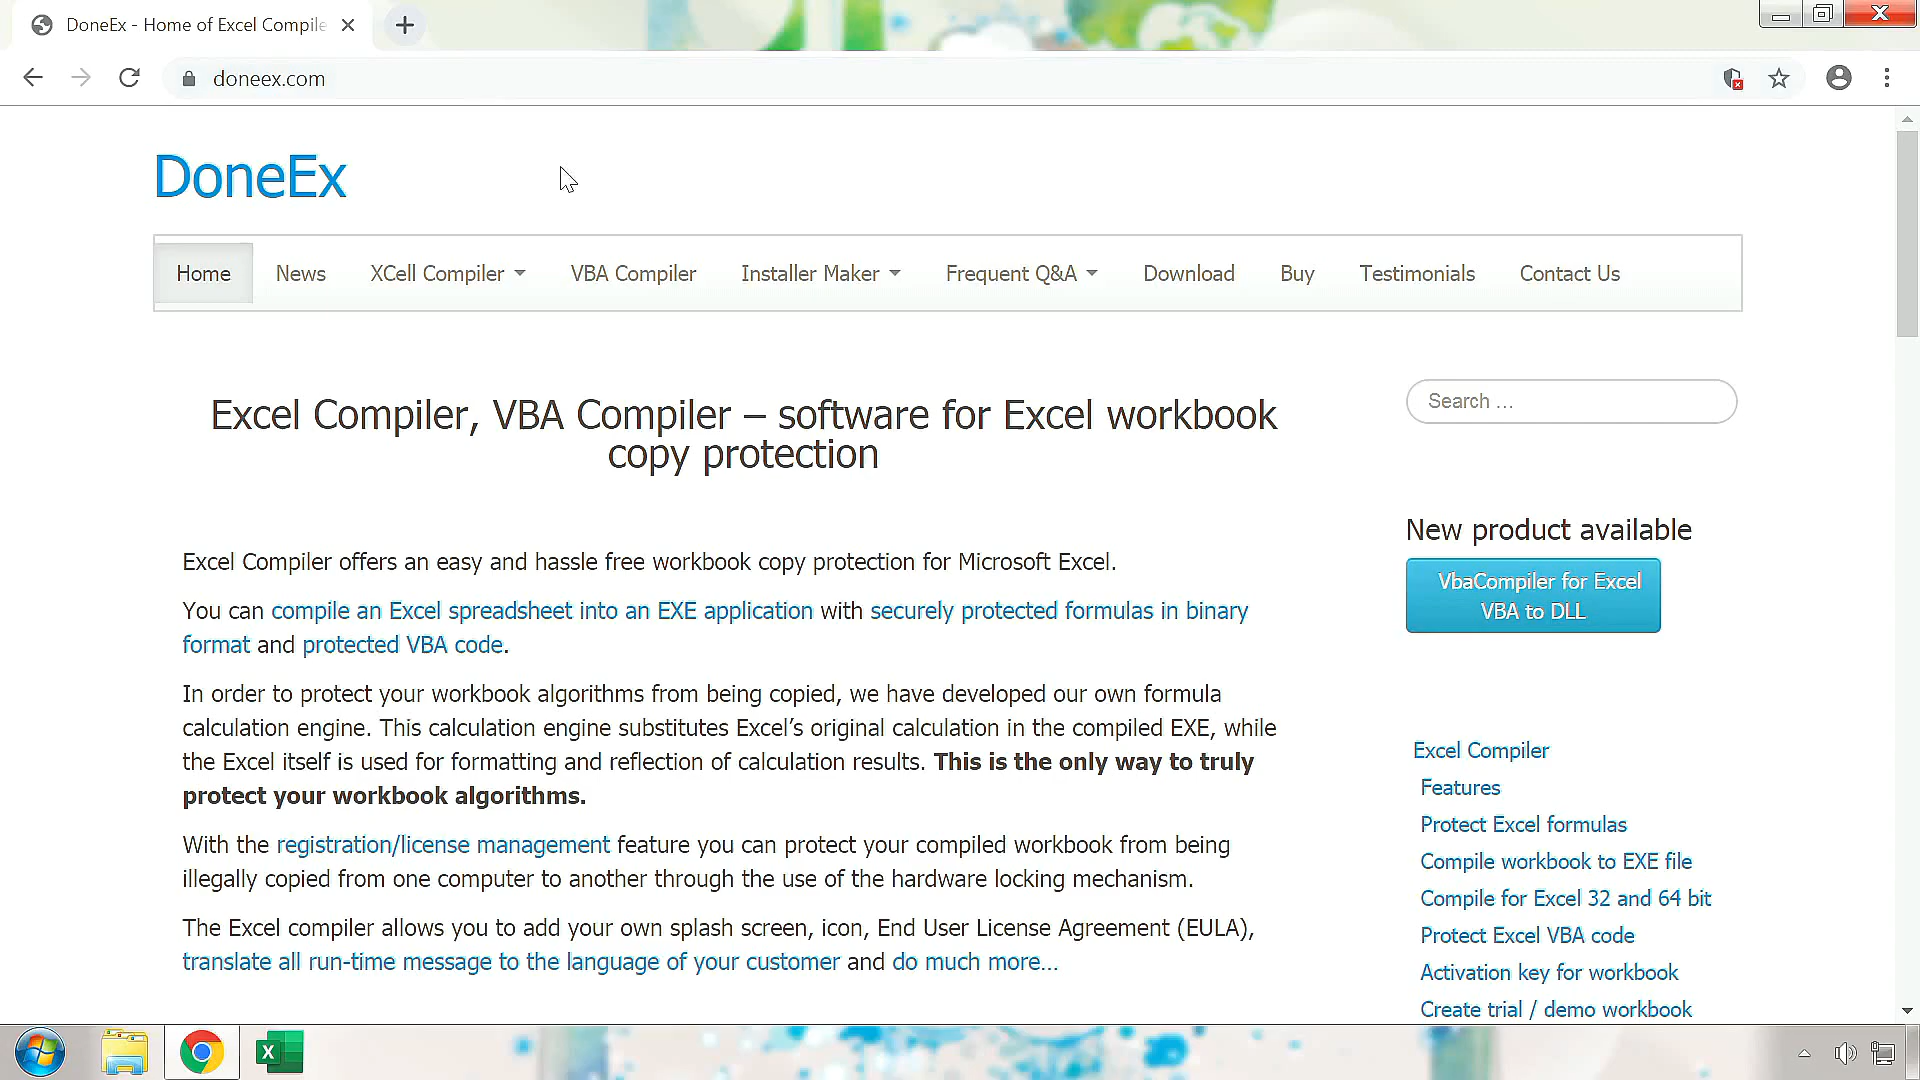 DoneEx - Home of Excel Compile
doneex.com
DoneEx
Home News XCell Compiler VBA Compiler Installer Maker Frequent Q&A Download Buy Testimonials Contact Us
Excel Compiler, VBA Compiler – software for Excel workbook
copy protection
Excel Compiler offers an easy and hassle free workbook copy protection for Microsoft Excel.
You can compile an Excel spreadsheet into an EXE application with securely protected formulas in binary
format and protected VBA code.
In order to protect your workbook algorithms from being copied, we have developed our own formula
calculation engine. This calculation engine substitutes Excel’s original calculation in the compiled EXE, while
the Excel itself is used for formatting and reflection of calculation results. This is the only way to truly
protect your workbook algorithms.
With the registration/license management feature you can protect your compiled workbook from being
illegally copied from one computer to another through the use of the hardware locking mechanism.
The Excel compiler allows you to add your own splash screen, icon, End User License Agreement (EULA),
translate all run-time message to the language of your customer and do much more...
Search ...
New product available
VbaCompiler for Excel
VBA to DLL
Excel Compiler
Features
Protect Excel formulas
Compile workbook to EXE file
Compile for Excel 32 and 64 bit
Protect Excel VBA code
Activation key for workbook
Create trial / demo workbook